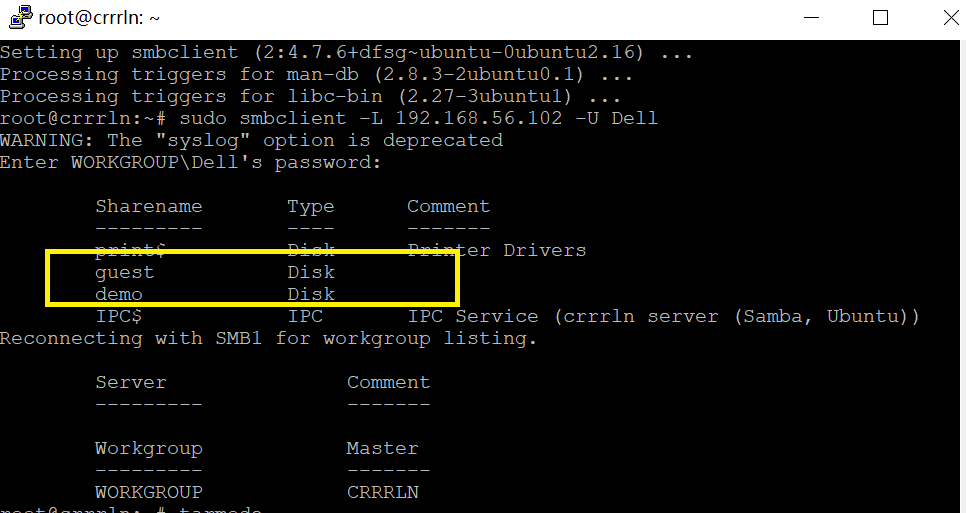 root@crrrln: ~
Setting up smbclient (2:4.7.6+dfsg~ubuntu-0ubuntu2.16) ...
Processing triggers for man-db (2.8.3-2ubuntu0.1) ...
Processing triggers for libc-bin (2.27-3ubuntu1) ...
root@crrrln:~# sudo smbclient -L 192.168.56.102 -U Dell
WARNING: The "syslog" option is deprecated
Enter WORKGROUP\Dell's password:
Sharename Type Comment
--------- ---- -------
print$ Disk Printer Drivers
guest Disk
demo Disk
IPC$ IPC IPC Service (crrrln server (Samba, Ubuntu))
Reconnecting with SMB1 for workgroup listing.
Server Comment
--------- -------
Workgroup Master
--------- -------
WORKGROUP CRRRLN